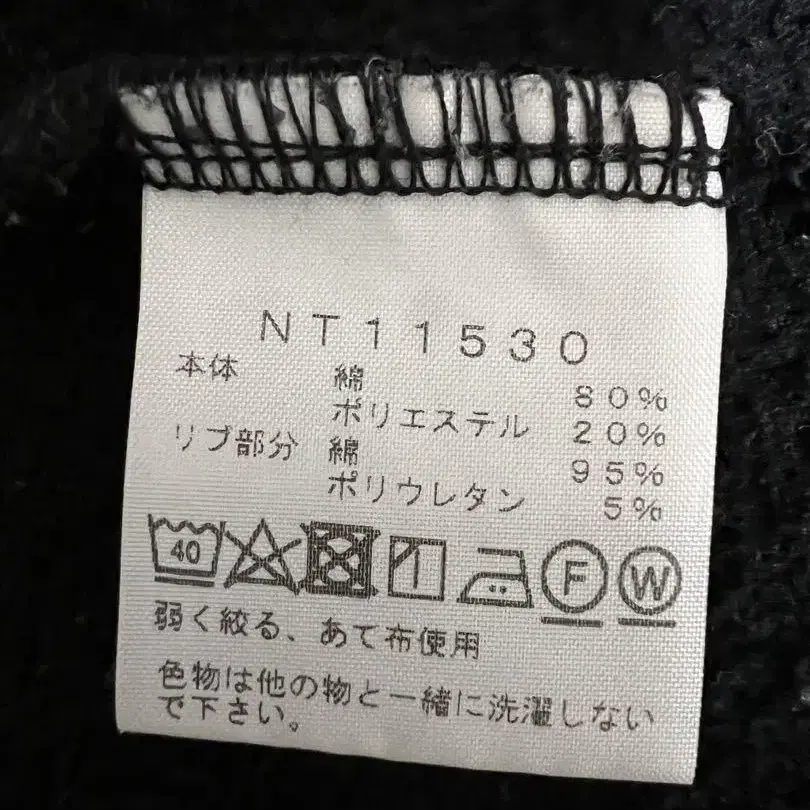 NT11530
本体 綿 80%
ポリエステル 20%
リブ部分 綿 95%
ポリウレタン 5%
40 F W
弱く絞る、あて布使用
色物は他の物と一緒に洗濯しない
で下さい。